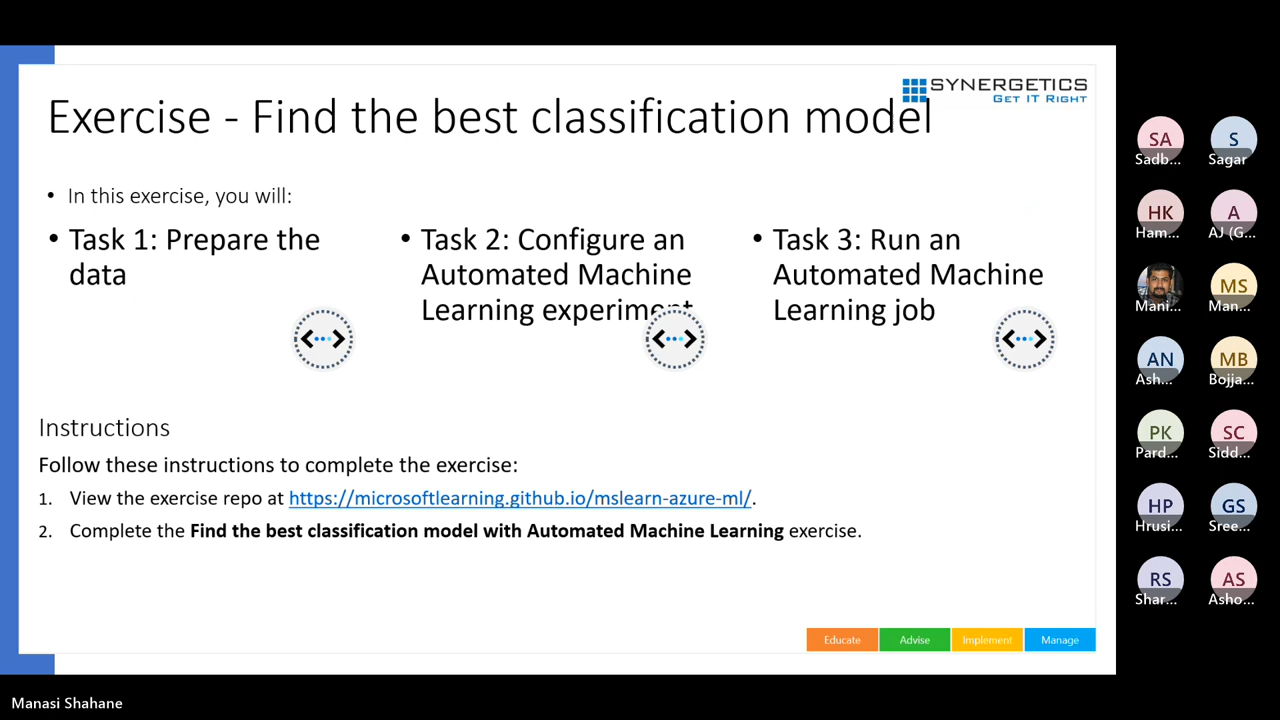 SYNERGETICS
GET IT RIGHT
Exercise - Find the best classification model
• In this exercise, you will:
• Task 1: Prepare the
data
• Task 2: Configure an
Automated Machine
Learning experiment
• Task 3: Run an
Automated Machine
Learning job
Instructions
Follow these instructions to complete the exercise:
1. View the exercise repo at https://microsoftlearning.github.io/mslearn-azure-ml/.
2. Complete the Find the best classification model with Automated Machine Learning exercise.
Educate Advise Implement Manage
SA S
Sadb... Sagar
HK A
Ham... AJ (G...
MS
Mani... Man...
AN MB
Ash... Bojja...
PK SC
Pard... Sidd...
HP GS
Hrusi... Sree...
RS AS
Shar... Asho...
Manasi Shahane